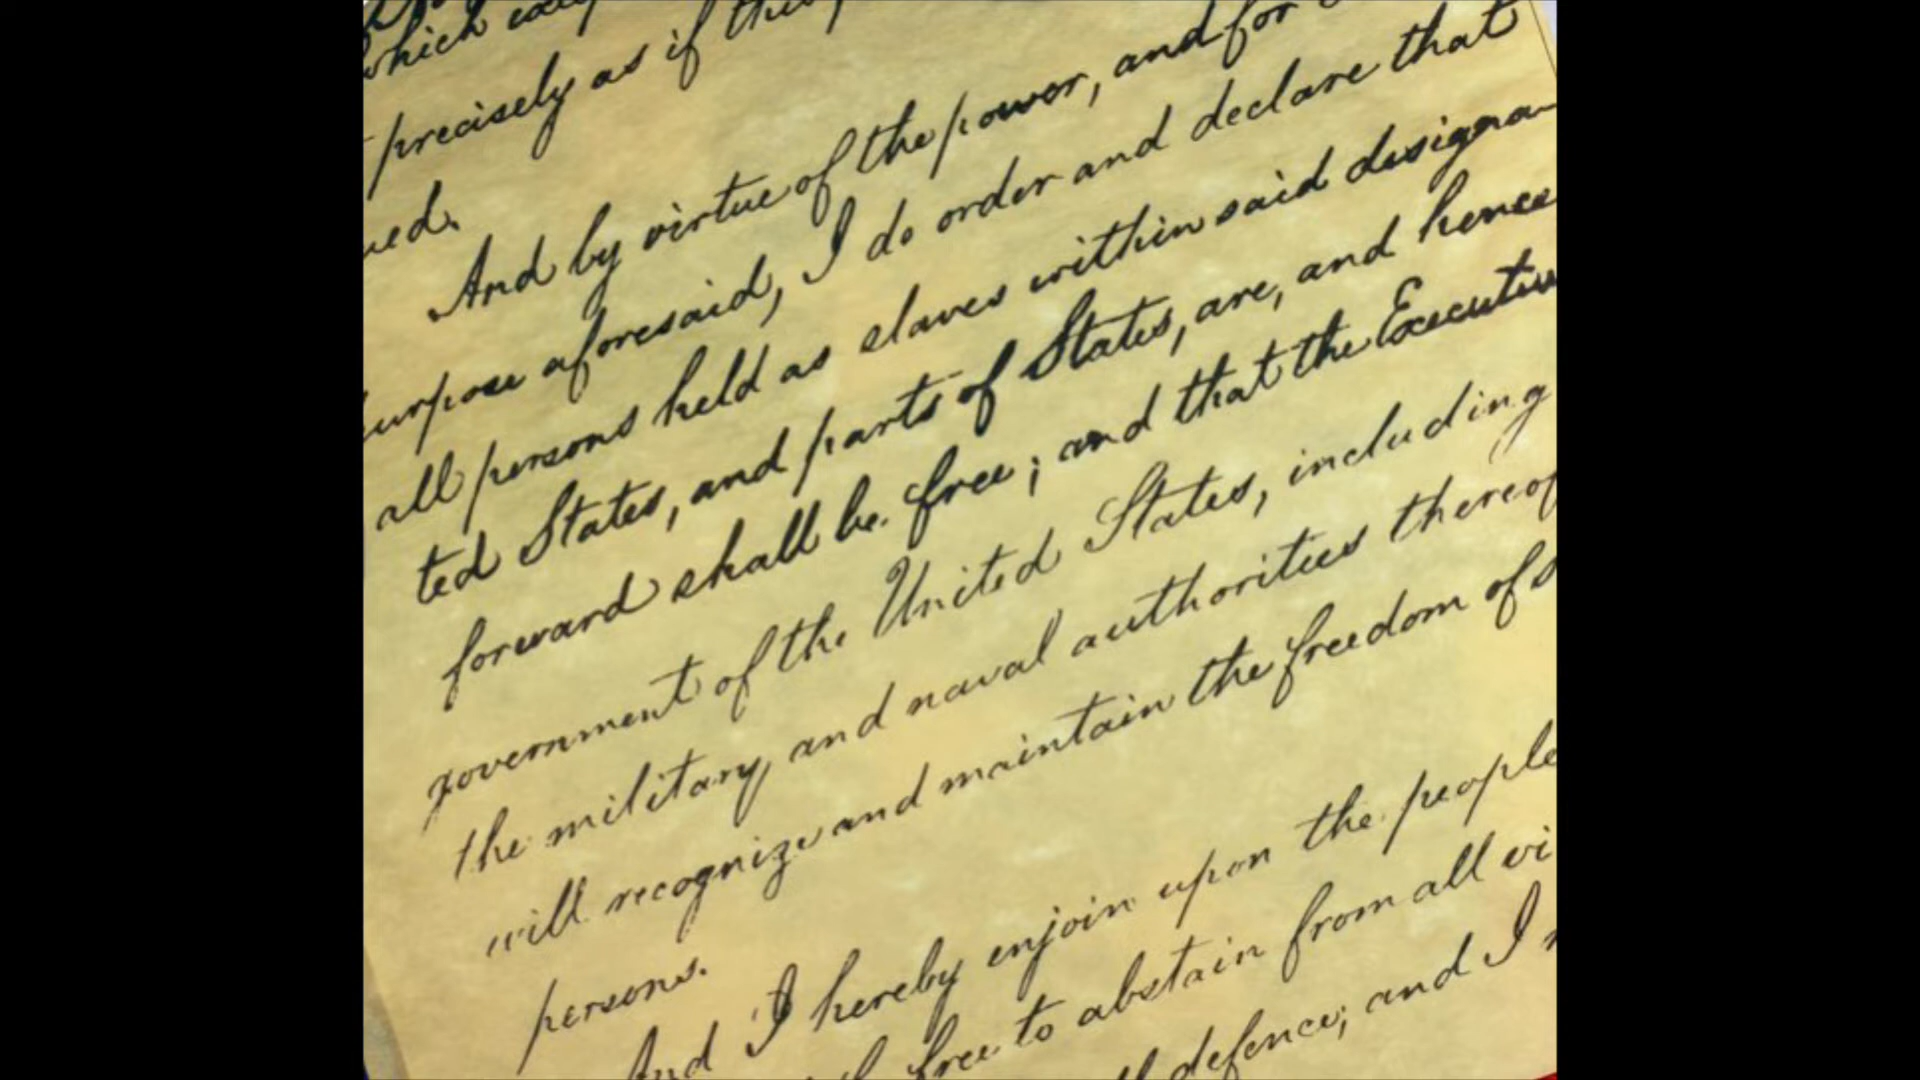 which
precisely as if
And by virtue of the power, and for
purpose aforesaid, I do order and declare that
all persons held as slaves within said designa-
ted States, and parts of States, are, and hence
forward shall be free; and that the Executive
government of the United States, including
the military and naval authorities thereof
will recognize and maintain the freedom of s
persons.
And I hereby enjoin upon the people
free to abstain from all vi
defence; and I